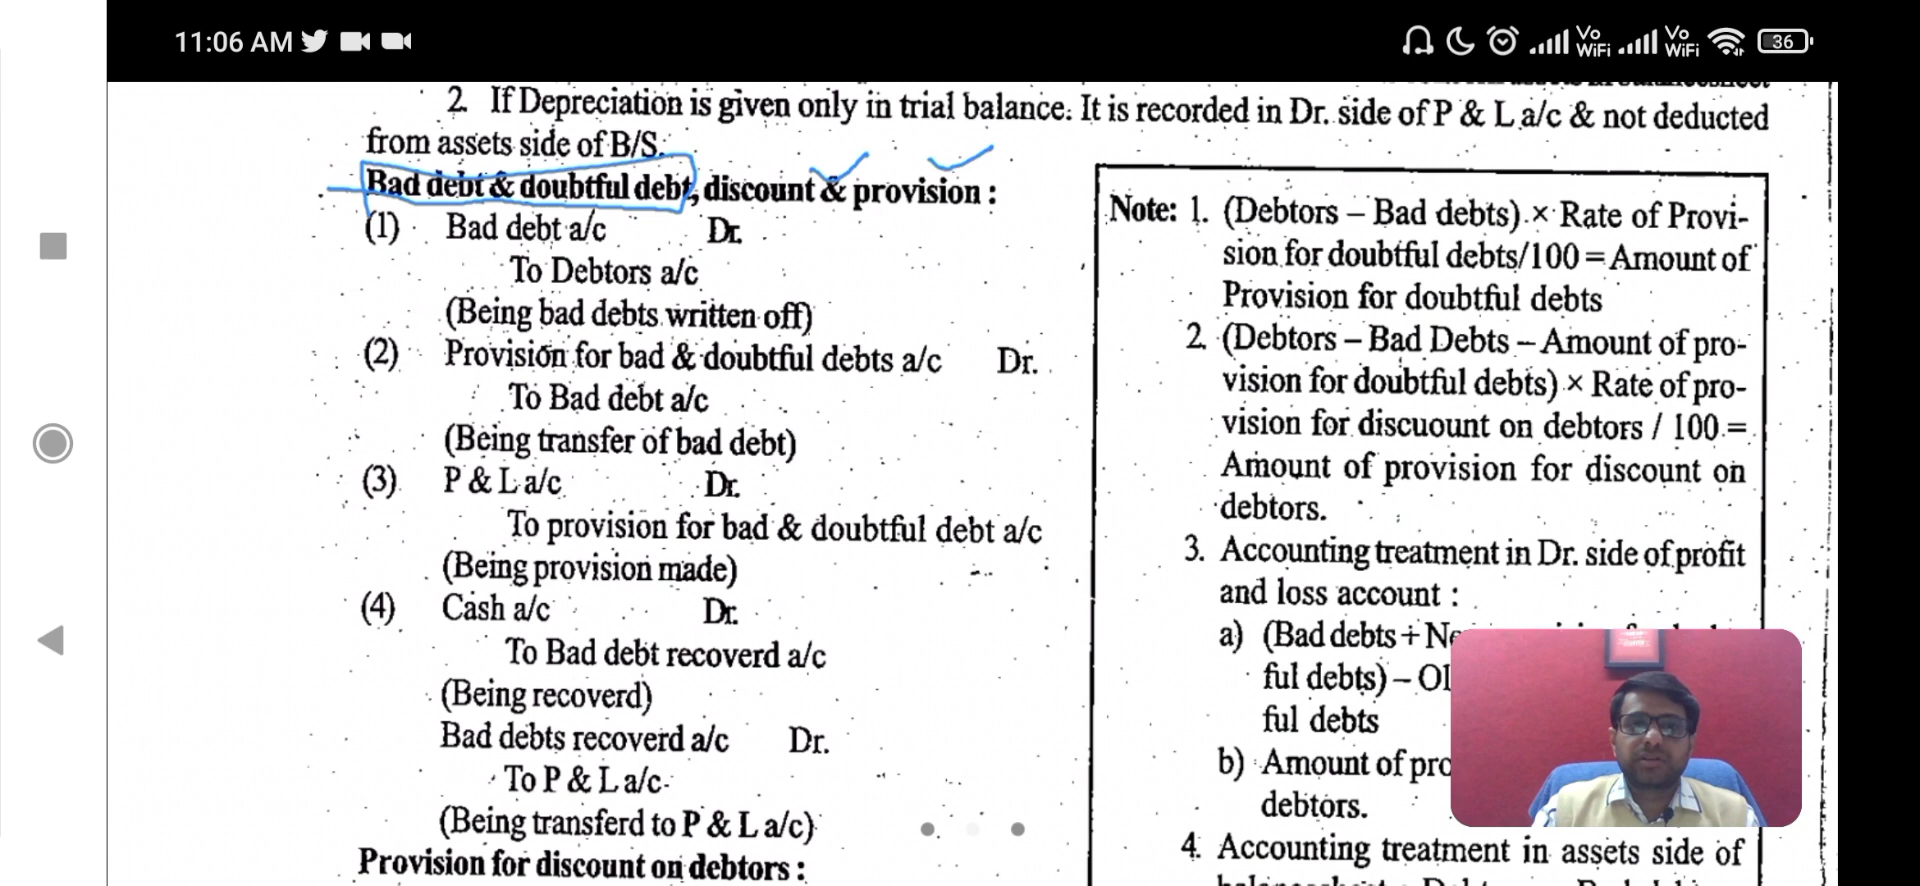 11:06 AM
Vo WiFi Vo WiFi 36
2. If Depreciation is given only in trial balance. It is recorded in Dr. side of P & L a/c & not deducted
from assets side of B/S.
Bad debt & doubtful debt, discount & provision :
(1) Bad debt a/c Dr.
To Debtors a/c
(Being bad debts written off)
(2) Provision for bad & doubtful debts a/c Dr.
To Bad debt a/c
(Being transfer of bad debt)
(3) P & L a/c Dr.
To provision for bad & doubtful debt a/c
(Being provision made)
(4) Cash a/c Dr.
To Bad debt recoverd a/c
(Being recoverd)
Bad debts recoverd a/c Dr.
To P & L a/c
(Being transferd to P & L a/c)
Provision for discount on debtors :
Note: 1. (Debtors – Bad debts) × Rate of Provi-
sion for doubtful debts/100 = Amount of
Provision for doubtful debts
2. (Debtors – Bad Debts – Amount of pro-
vision for doubtful debts) × Rate of pro-
vision for discuount on debtors / 100 =
Amount of provision for discount on
debtors.
3. Accounting treatment in Dr. side of profit
and loss account :
a) (Bad debts +
ful debts) –
ful debts
b) Amount of
debtors.
4. Accounting treatment in assets side of